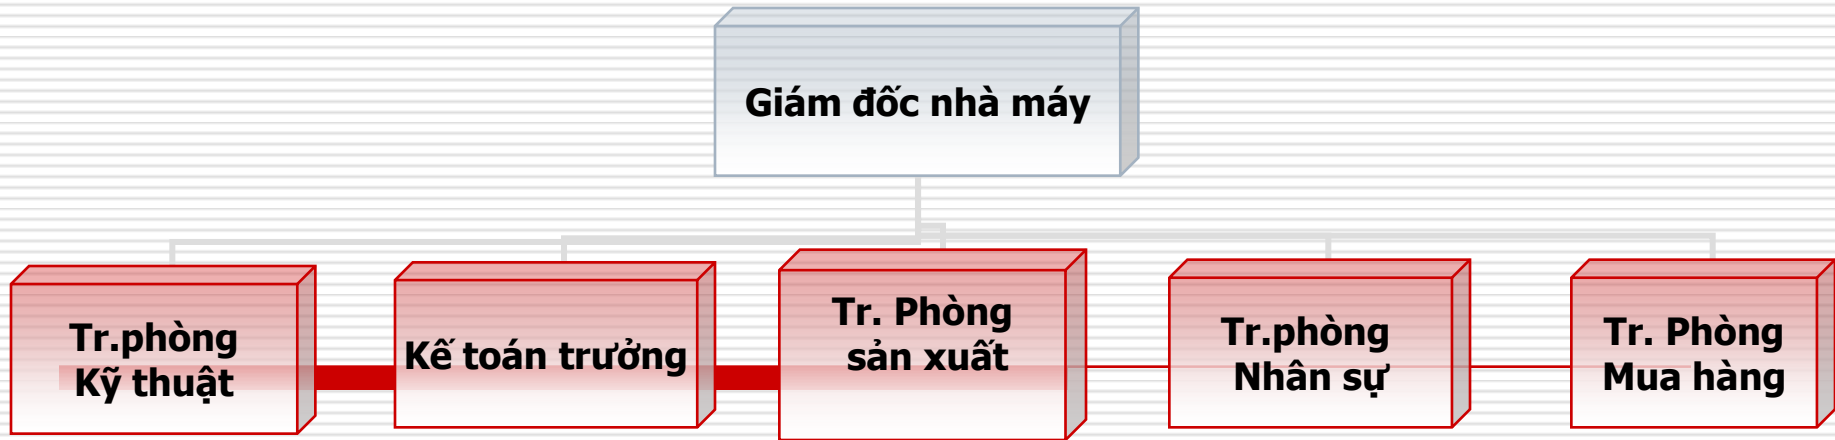 Giám đốc nhà máy
Tr.phòng
Kỹ thuật
Kế toán trưởng
Tr. Phòng
sản xuất
Tr.phòng
Nhân sự
Tr. Phòng
Mua hàng